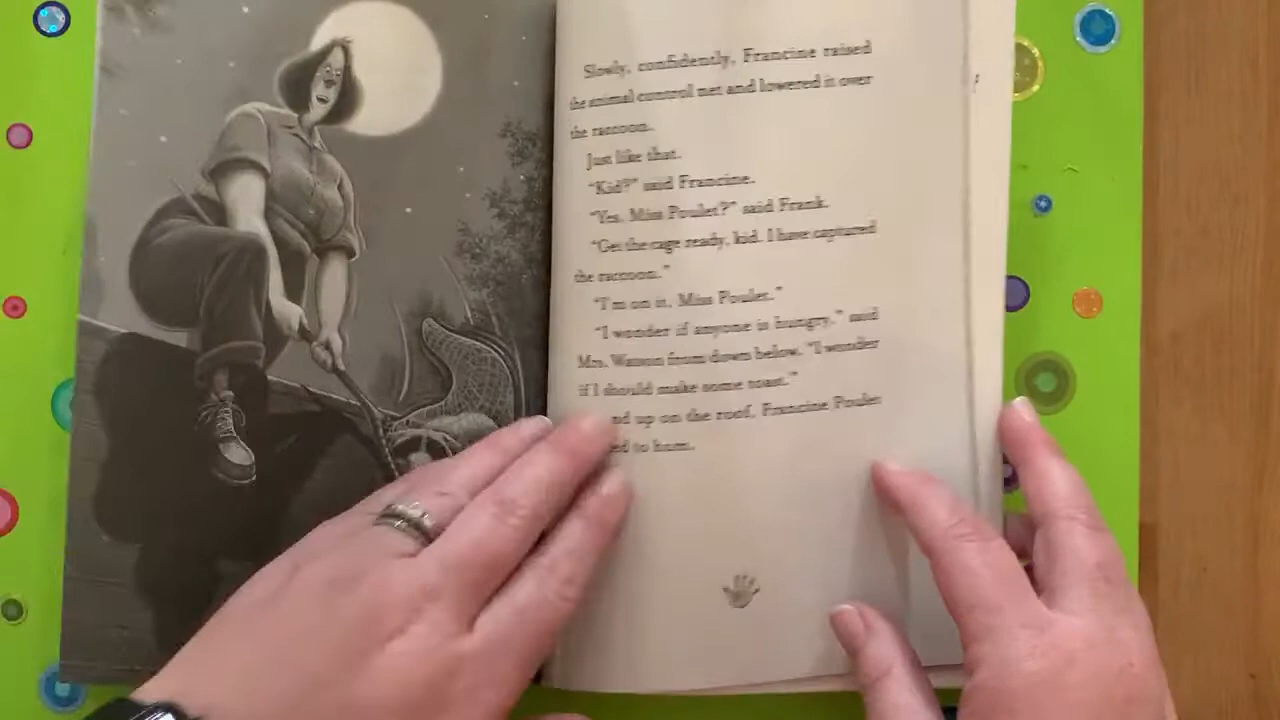 Slowly, confidently, Francine raised
the animal control net and lowered it over
the raccoon.
Just like that.
"Kid?" said Francine.
"Yes, Miss Poulet?" said Frank.
"Get the cage ready, kid. I have captured
the raccoon."
"I'm on it, Miss Poulet."
"I wonder if anyone is hungry," said
Mrs. Watson from down below. "I wonder
if I should make some toast."
nd up on the roof, Francine Poulet
ed to hum.